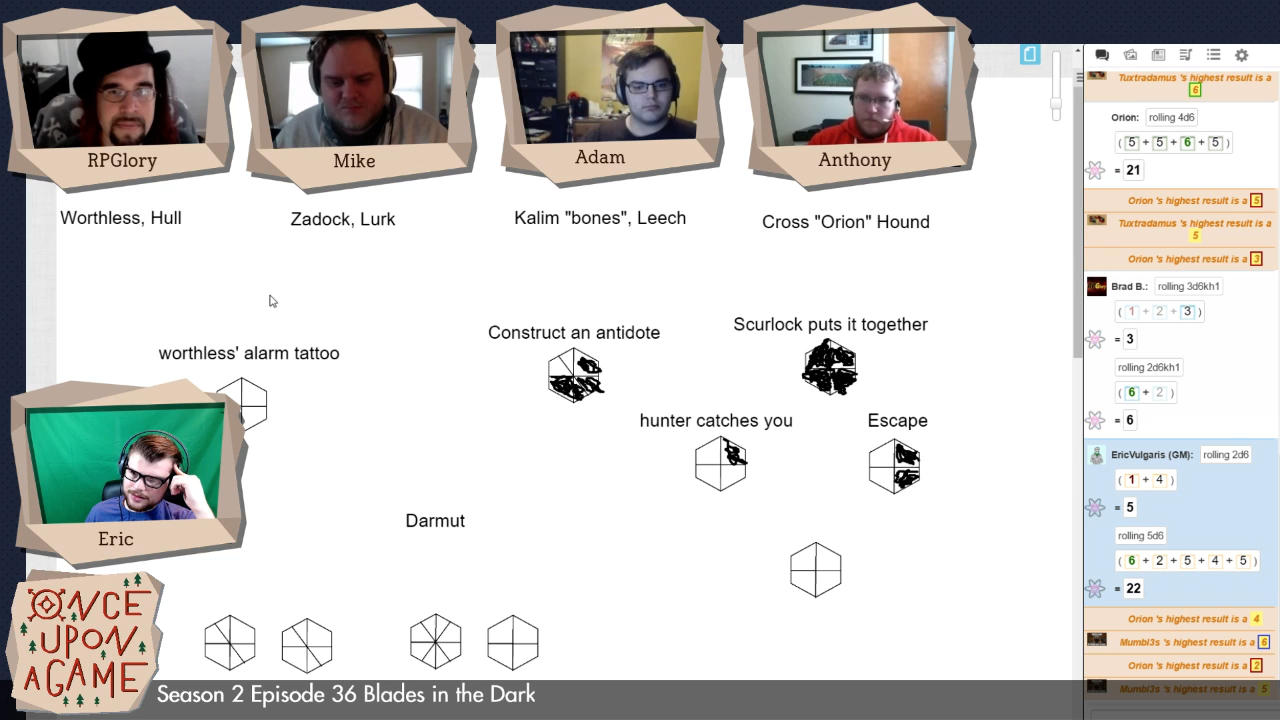 RPGlory
Mike
Adam
Anthony
Worthless, Hull
Zadock, Lurk
Kalim "bones", Leech
Cross "Orion" Hound
Construct an antidote
Scurlock puts it together
worthless' alarm tattoo
hunter catches you
Escape
Eric
Darmut
ONCE
UPON
A GAME
Season 2 Episode 36 Blades in the Dark
Tuxtradamus 's highest result is a
6
Orion: rolling 4d6
( 5 + 5 + 6 + 5 )
= 21
Orion 's highest result is a 5
Tuxtradamus 's highest result is a
5
Orion 's highest result is a 3
Brad B.: rolling 3d6kh1
( 1 + 2 + 3 )
= 3
rolling 2d6kh1
( 6 + 2 )
= 6
EricVulgaris (GM): rolling 2d6
( 1 + 4 )
= 5
rolling 5d6
( 6 + 2 + 5 + 4 + 5 )
= 22
Orion 's highest result is a 4
Mumbl3s 's highest result is a 6
Orion 's highest result is a 2
Mumbl3s 's highest result is a 5